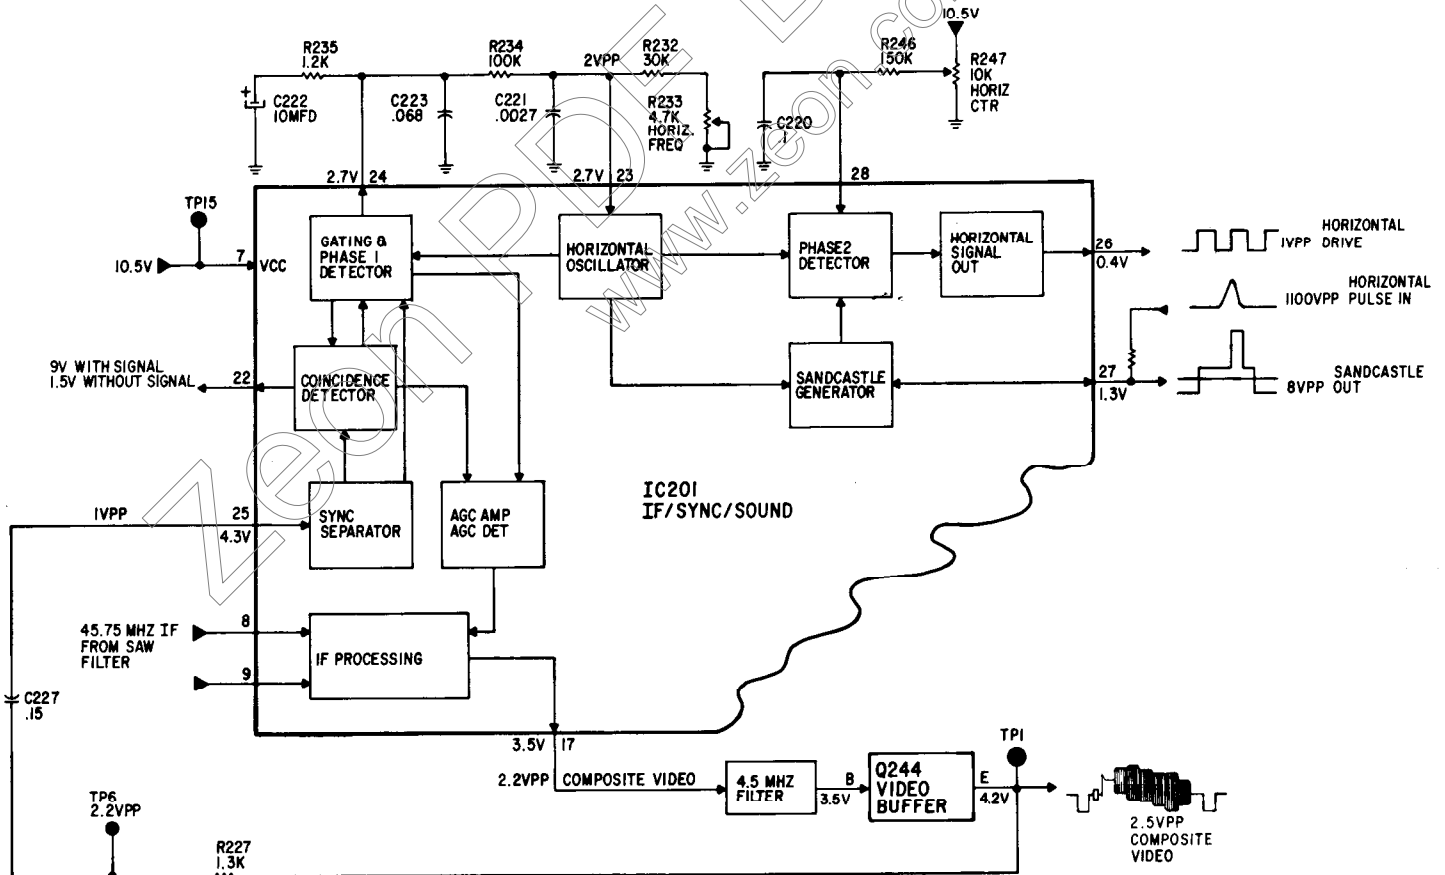 10.5V
R235
1.2K
R234
100K
2VPP
R232
30K
R246
150K
R247
10K
HORIZ
CTR
C222
10MFD
C223
.068
C221
.0027
R233
4.7K
HORIZ.
FREQ
C220
.1
2.7V 24
2.7V 23
28
TP15
10.5V
7
VCC
GATING &
PHASE 1
DETECTOR
HORIZONTAL
OSCILLATOR
PHASE2
DETECTOR
HORIZONTAL
SIGNAL
OUT
26
0.4V
1VPP
HORIZONTAL
DRIVE
1100VPP
HORIZONTAL
PULSE IN
9V WITH SIGNAL
1.5V WITHOUT SIGNAL
22
COINCIDENCE
DETECTOR
SANDCASTLE
GENERATOR
27
1.3V
8VPP
SANDCASTLE
OUT
1VPP
25
4.3V
SYNC
SEPARATOR
AGC AMP
AGC DET
IC201
IF/SYNC/SOUND
45.75 MHZ IF
FROM SAW
FILTER
8
9
IF PROCESSING
C227
.15
3.5V 17
2.2VPP COMPOSITE VIDEO
4.5 MHZ
FILTER
B
3.5V
Q244
VIDEO
BUFFER
E
4.2V
TP1
2.5VPP
COMPOSITE
VIDEO
TP6
2.2VPP
R227
1.3K
Zeon PDF
www.zeon.co